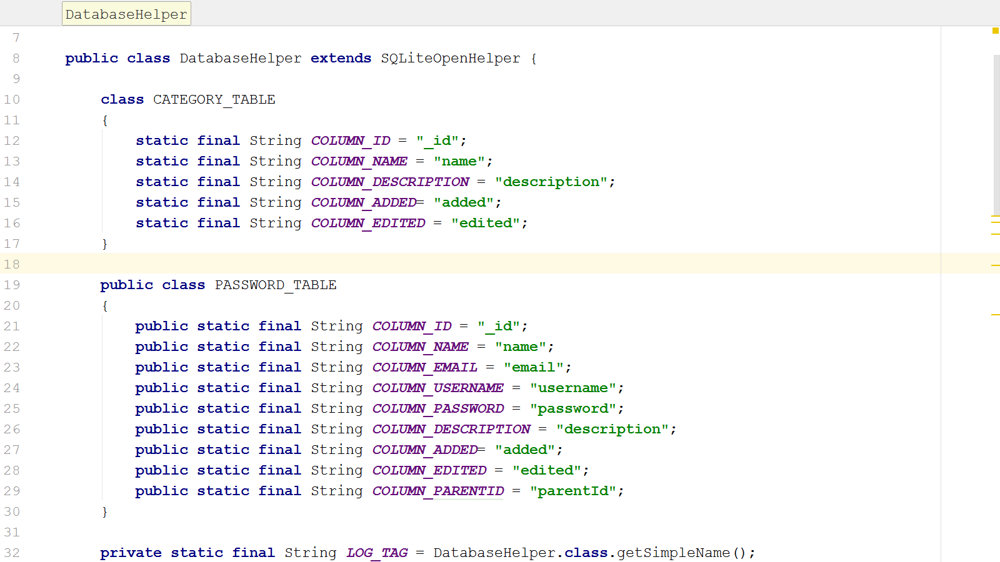 DatabaseHelper
7
8 public class DatabaseHelper extends SQLiteOpenHelper {
9
10 class CATEGORY_TABLE
11 {
12 static final String COLUMN_ID = "_id";
13 static final String COLUMN_NAME = "name";
14 static final String COLUMN_DESCRIPTION = "description";
15 static final String COLUMN_ADDED= "added";
16 static final String COLUMN_EDITED = "edited";
17 }
18
19 public class PASSWORD_TABLE
20 {
21 public static final String COLUMN_ID = "_id";
22 public static final String COLUMN_NAME = "name";
23 public static final String COLUMN_EMAIL = "email";
24 public static final String COLUMN_USERNAME = "username";
25 public static final String COLUMN_PASSWORD = "password";
26 public static final String COLUMN_DESCRIPTION = "description";
27 public static final String COLUMN_ADDED= "added";
28 public static final String COLUMN_EDITED = "edited";
29 public static final String COLUMN_PARENTID = "parentId";
30 }
31
32 private static final String LOG_TAG = DatabaseHelper.class.getSimpleName();